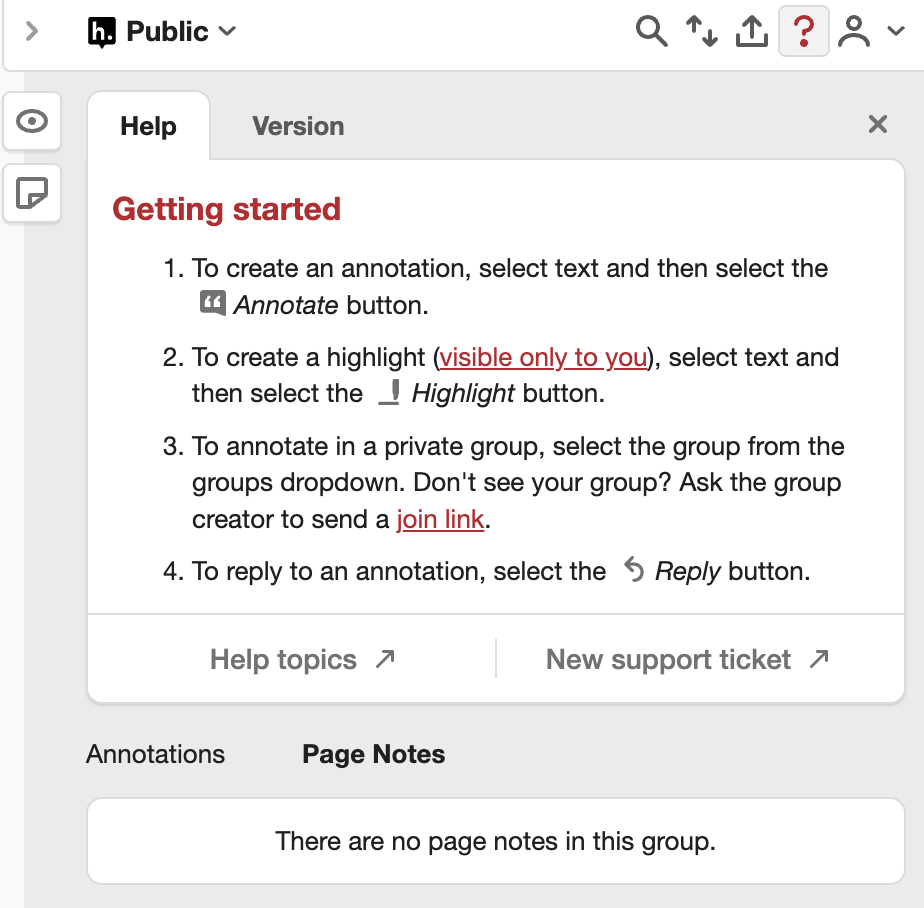 h. Public
?
Help Version
Getting started
1. To create an annotation, select text and then select the
Annotate button.
2. To create a highlight (visible only to you), select text and
then select the Highlight button.
3. To annotate in a private group, select the group from the
groups dropdown. Don't see your group? Ask the group
creator to send a join link.
4. To reply to an annotation, select the Reply button.
Help topics New support ticket
Annotations Page Notes
There are no page notes in this group.